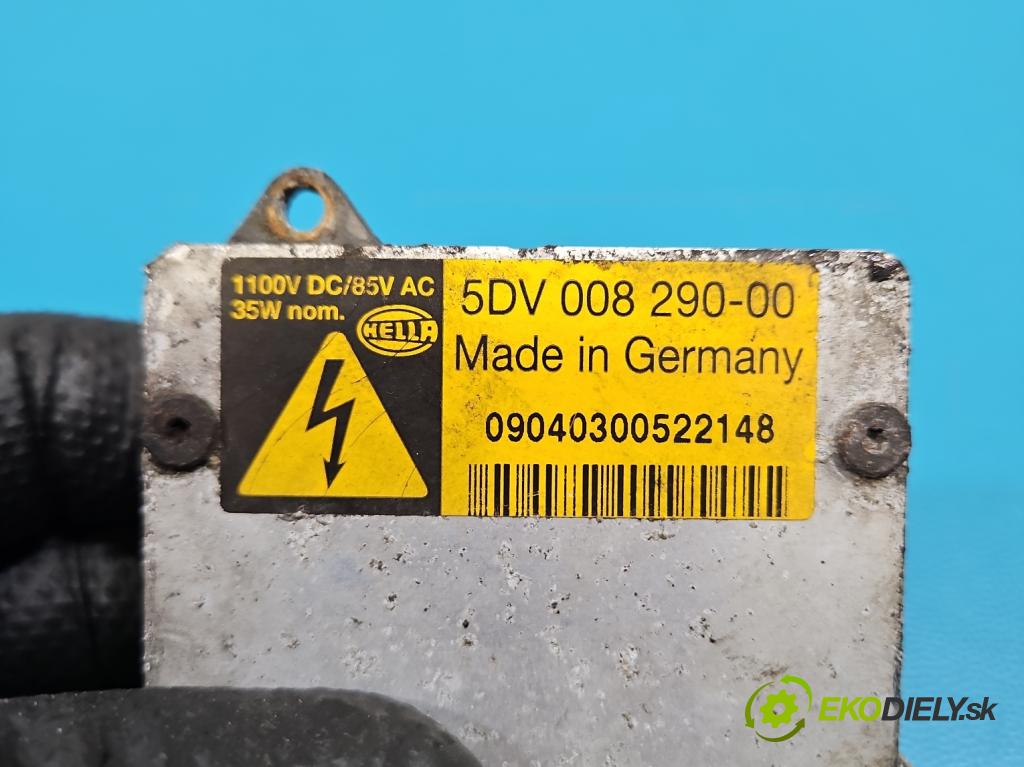 1100V DC/85V AC
35W nom.
HELLA
5DV 008 290-00
Made in Germany
09040300522148
EKODIELY.sk